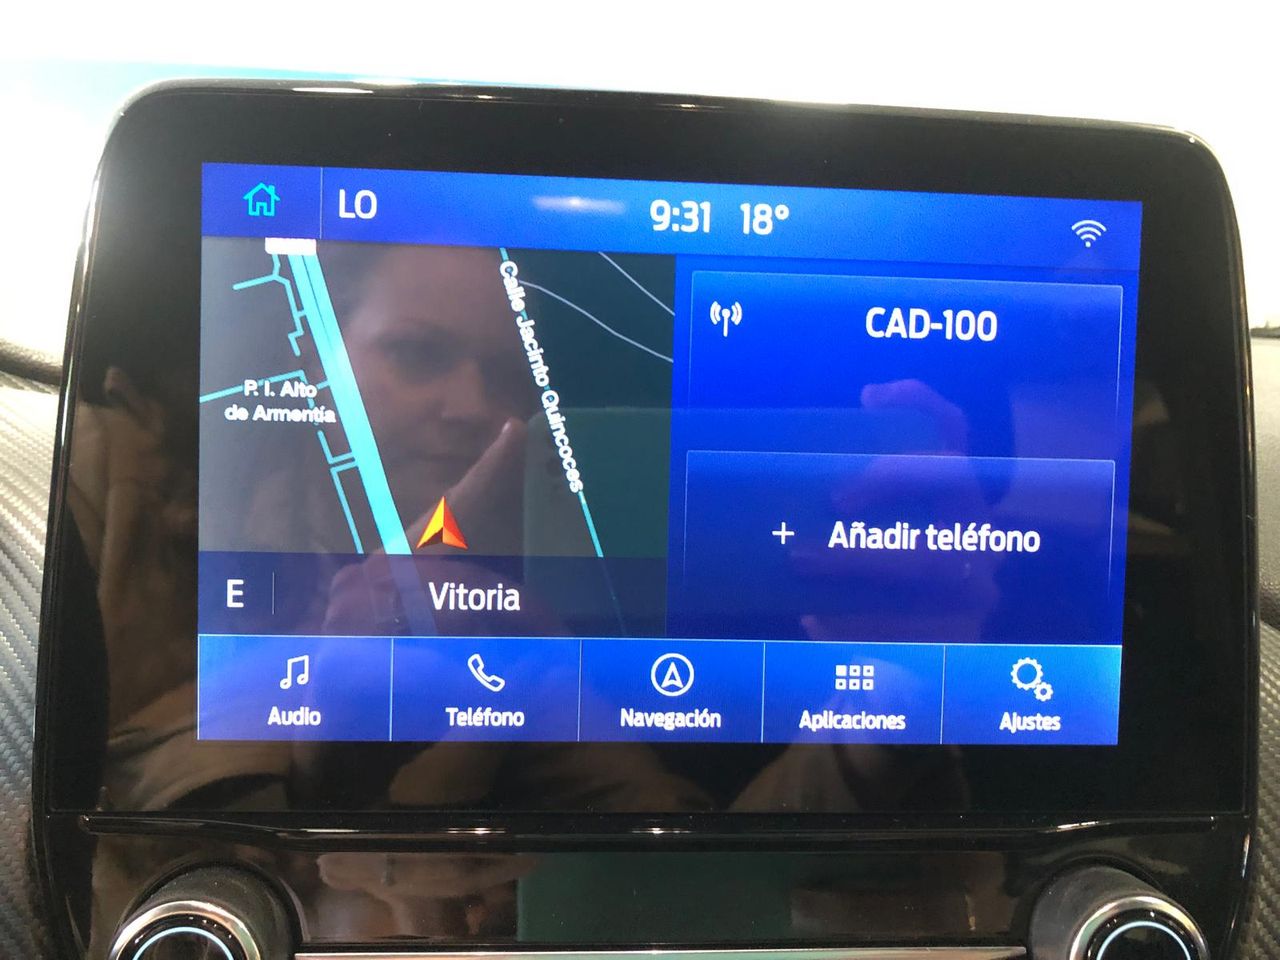 LO
9:31 18°
Calle Jacinto Quincoces
P. I. Alto
de Armentia
CAD-100
+ Añadir teléfono
E
Vitoria
Audio
Teléfono
Navegación
Aplicaciones
Ajustes